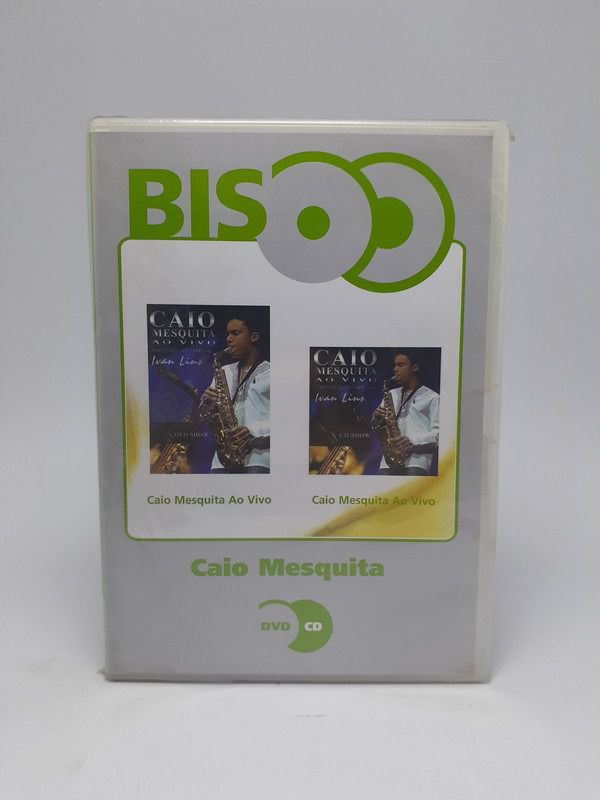 BIS
CAIO
MESQUITA
AO VIVO
Ivan Lins
DVD SHOW
Caio Mesquita Ao Vivo
CAIO
MESQUITA
AO VIVO
Ivan Lins
CD SHOW
Caio Mesquita Ao Vivo
Caio Mesquita
DVD CD